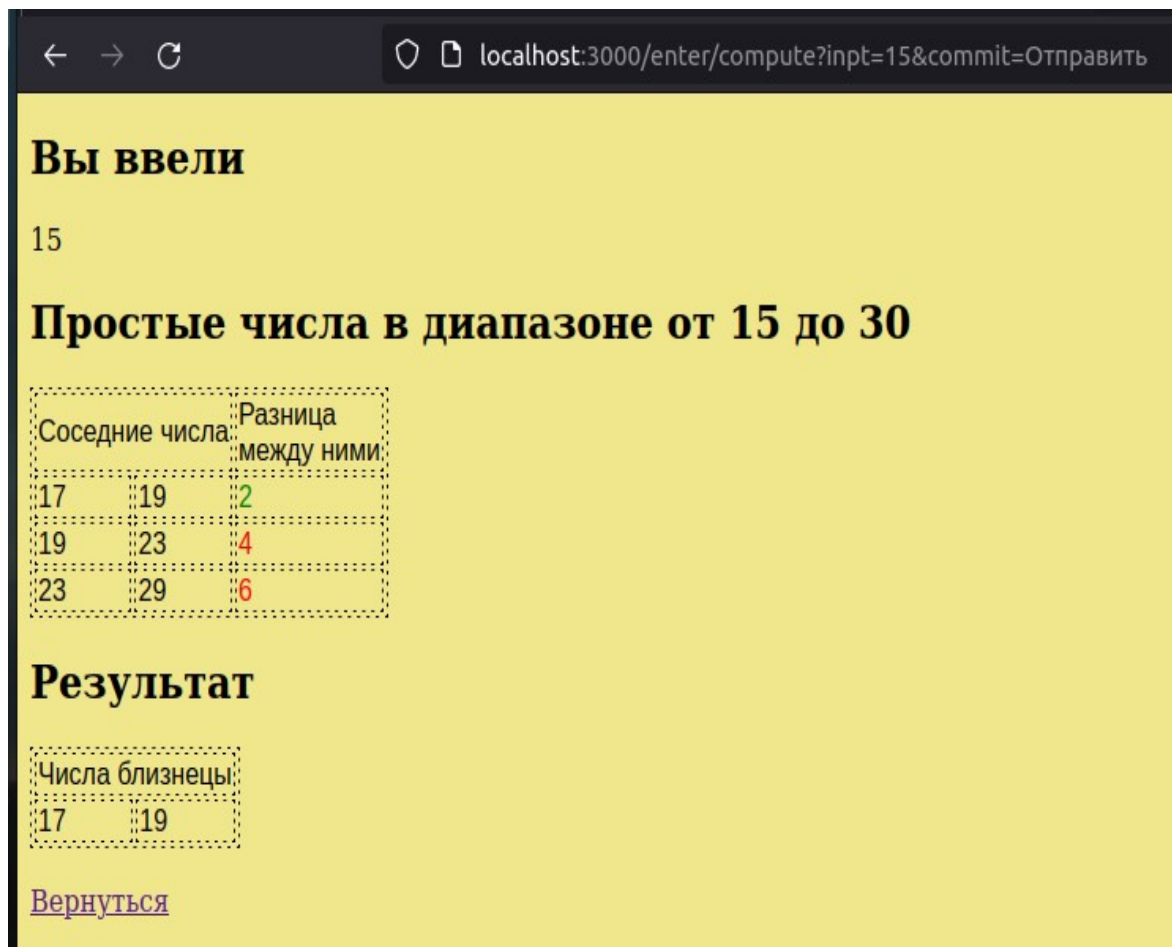 localhost:3000/enter/compute?inpt=15&commit=Отправить
Вы ввели
15
Простые числа в диапазоне от 15 до 30
Соседние числа Разница
между ними
17 19 2
19 23 4
23 29 6
Результат
Числа близнецы
17 19
Вернуться